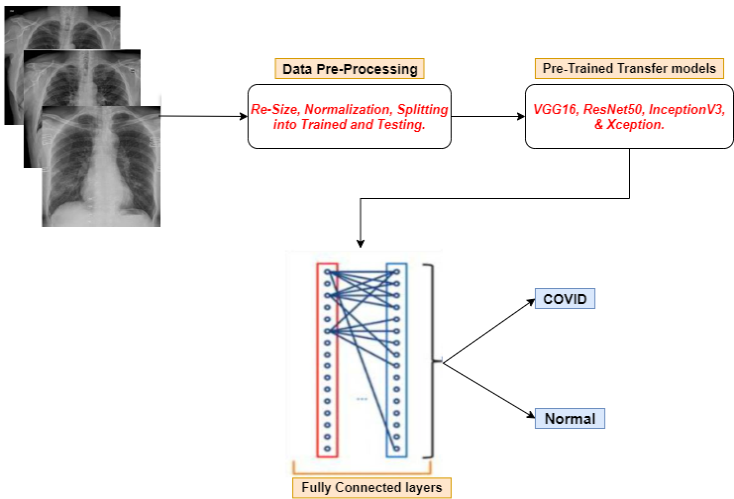 Data Pre-Processing
Re-Size, Normalization, Splitting
into Trained and Testing.
Pre-Trained Transfer models
VGG16, ResNet50, InceptionV3,
& Xception.
COVID
Normal
....
Fully Connected layers